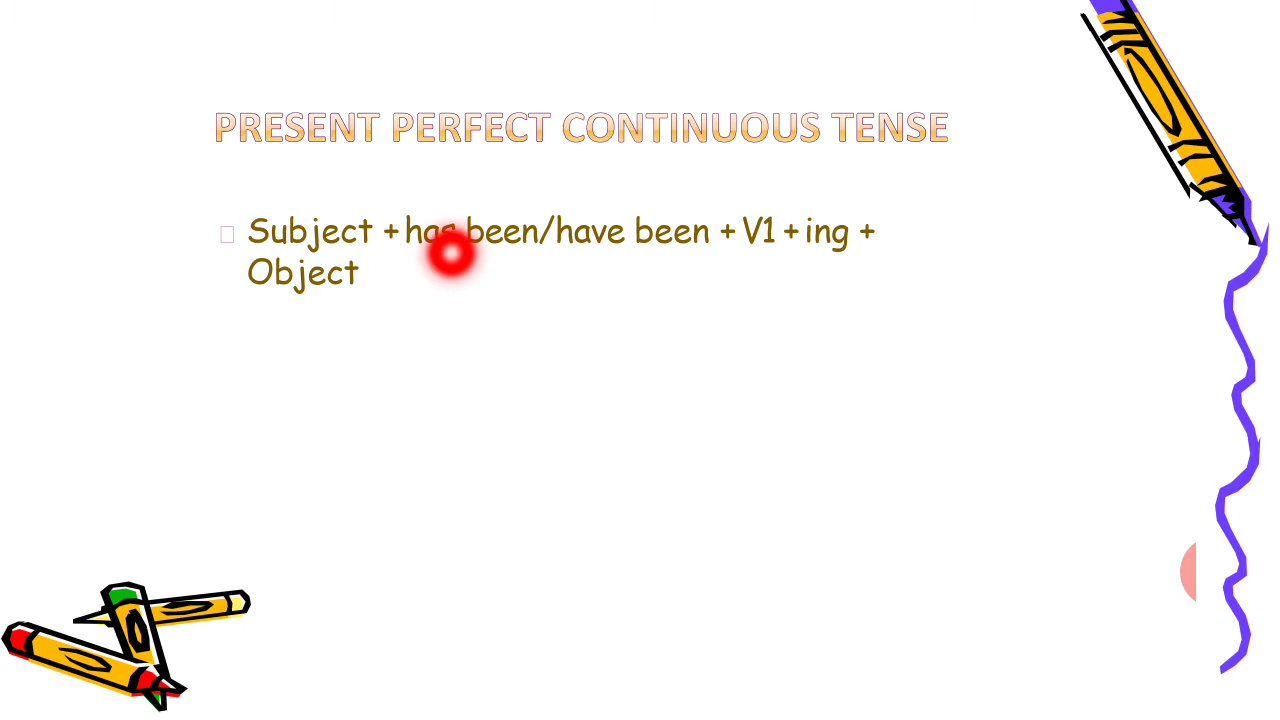 PRESENT PERFECT CONTINUOUS TENSE
Subject + has been/have been + V1 + ing +
Object